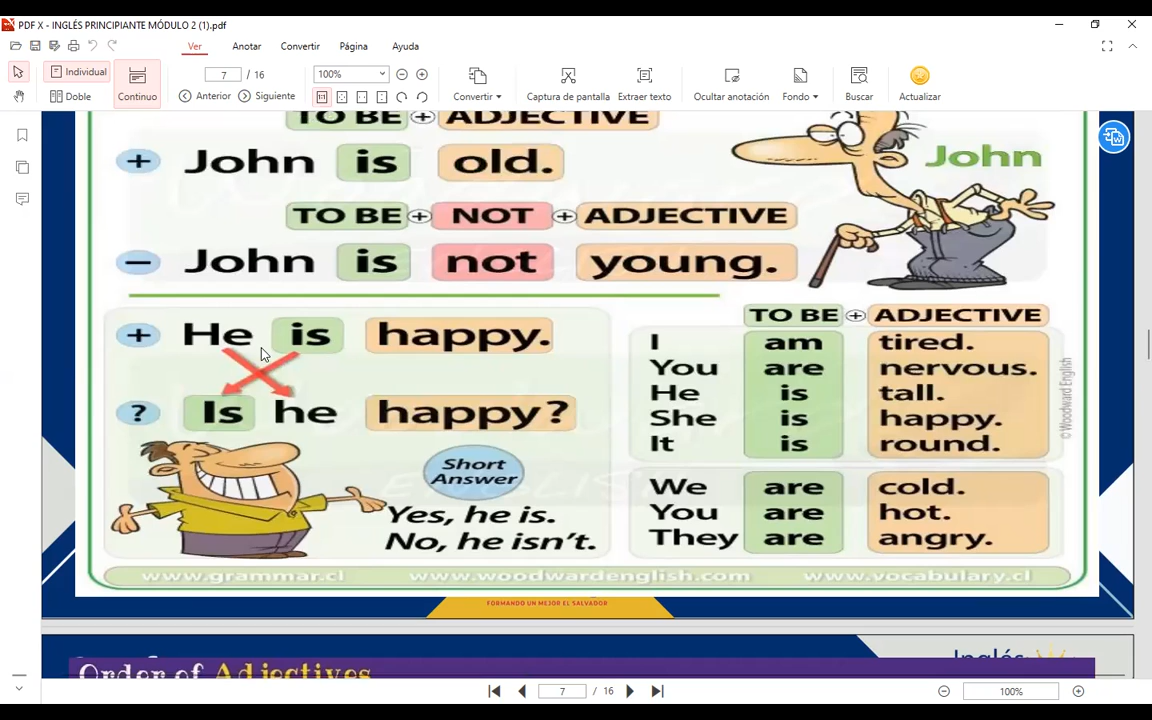 PDF X - INGLÉS PRINCIPIANTE MÓDULO 2 (1).pdf
Ver Anotar Convertir Página Ayuda
Individual
Doble
Continuo
7 / 16
Anterior Siguiente
100%
Convertir
Captura de pantalla
Extraer texto
Ocultar anotación
Fondo
Buscar
Actualizar
TO BE + ADJECTIVE
+ John is old.
John
TO BE + NOT + ADJECTIVE
− John is not young.
+ He is happy.
? Is he happy?
Short
Answer
Yes, he is.
No, he isn't.
TO BE + ADJECTIVE
I am tired.
You are nervous.
He is tall.
She is happy.
It is round.
We are cold.
You are hot.
They are angry.
© Woodward English
www.grammar.cl www.woodwardenglish.com www.vocabulary.cl
FORMANDO UN MEJOR EL SALVADOR
Inglés
Order of Adjectives
7 / 16
100%